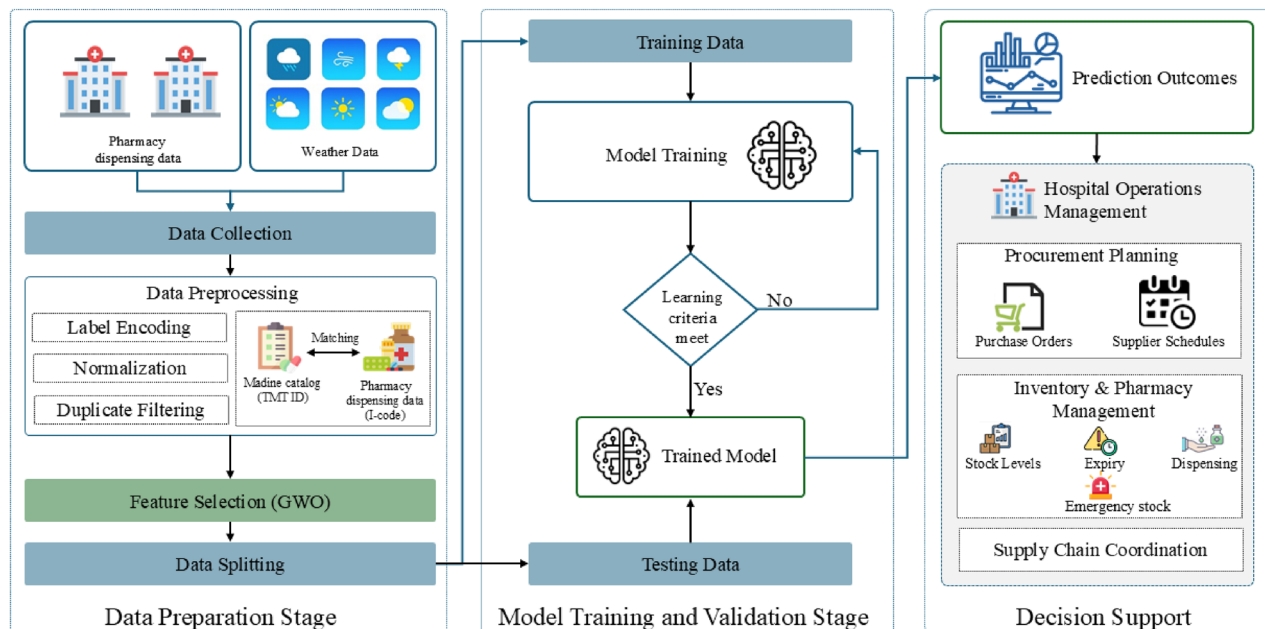 Pharmacy
dispensing data
Weather Data
Data Collection
Data Preprocessing
Label Encoding
Normalization
Duplicate Filtering
Matching
Madine catalog
(TMT ID)
Pharmacy
dispensing data
(I-code)
Feature Selection (GWO)
Data Splitting
Data Preparation Stage
Training Data
Model Training
Learning
criteria
meet
No
Yes
Trained Model
Testing Data
Model Training and Validation Stage
Prediction Outcomes
Hospital Operations
Management
Procurement Planning
Purchase Orders
Supplier Schedules
Inventory & Pharmacy
Management
Stock Levels
Expiry
Dispensing
Emergency stock
Supply Chain Coordination
Decision Support